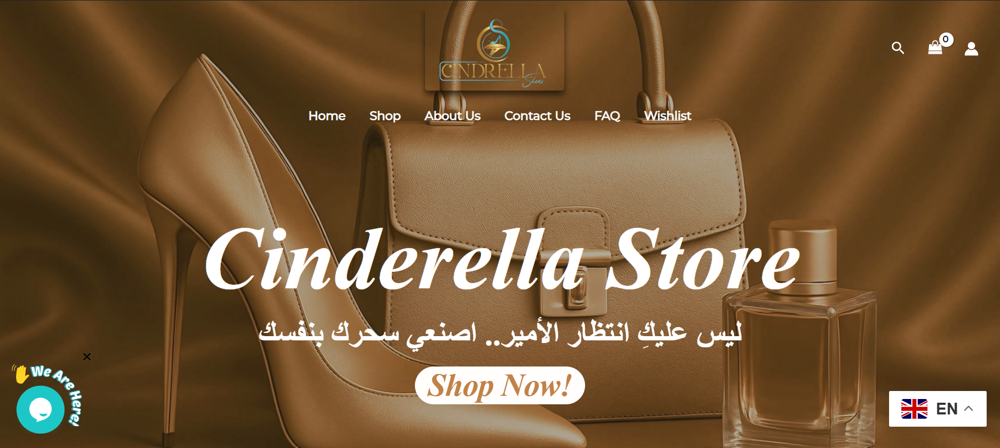 CINDRELLA
Shoes
0
Home Shop About Us Contact Us FAQ Wishlist
Cinderella Store
ليس عليكِ انتظار الأمير.. اصنعي سحرك بنفسك
Shop Now!
We Are Here!
EN